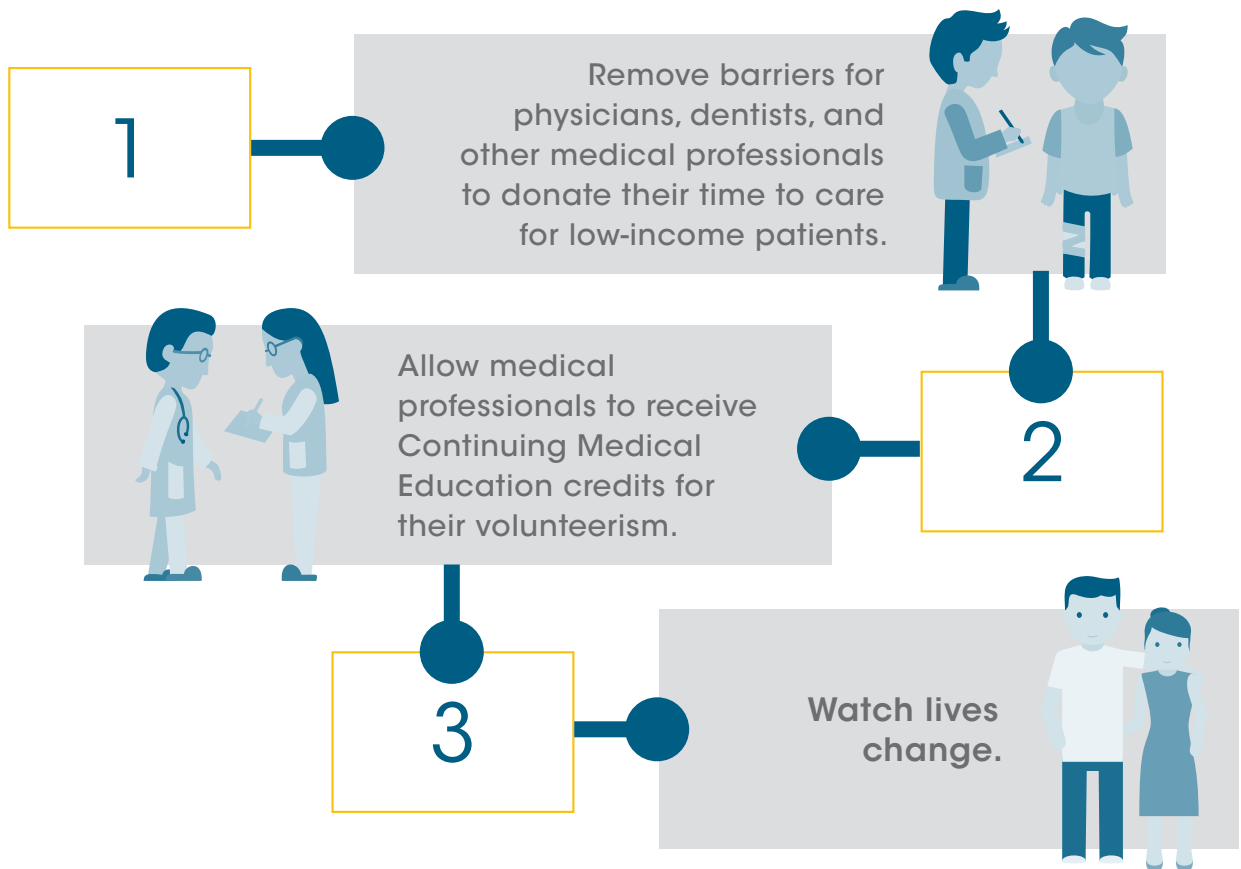 1
Remove barriers for
physicians, dentists, and
other medical professionals
to donate their time to care
for low-income patients.
2
Allow medical
professionals to receive
Continuing Medical
Education credits for
their volunteerism.
3
Watch lives
change.